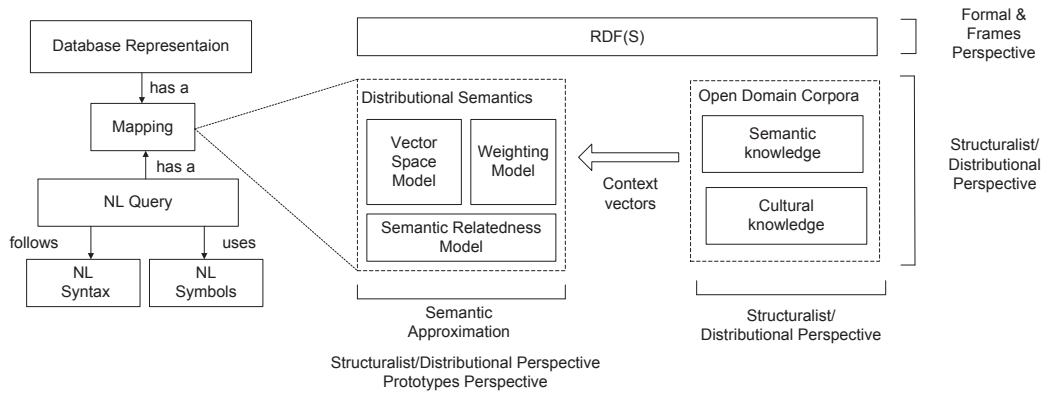 Database Representaion
has a
Mapping
has a
NL Query
follows
uses
NL
Syntax
NL
Symbols
RDF(S)
Formal &
Frames
Perspective
Distributional Semantics
Vector
Space
Model
Weighting
Model
Semantic Relatedness
Model
Context
vectors
Open Domain Corpora
Semantic
knowledge
Cultural
knowledge
Structuralist/
Distributional
Perspective
Semantic
Approximation
Structuralist/Distributional Perspective
Prototypes Perspective
Structuralist/
Distributional Perspective